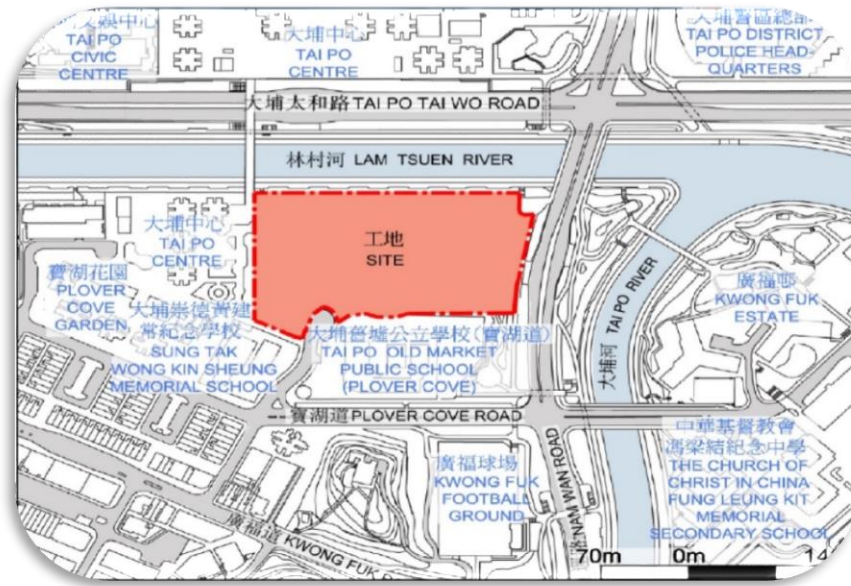 TAI PO
CIVIC
CENTRE
大埔中心
TAI PO
CENTRE
大埔警區總部
TAI PO DISTRICT
POLICE HEAD-
QUARTERS
大埔太和路 TAI PO TAI WO ROAD
林村河 LAM TSUEN RIVER
大埔中心
TAI PO
CENTRE
工地
SITE
寶湖花園
PLOVER
COVE
GARDEN
大埔崇德黃建
常紀念學校
SUNG TAK
WONG KIN SHEUNG
MEMORIAL SCHOOL
大埔舊墟公立學校(寶湖道)
TAI PO OLD MARKET
PUBLIC SCHOOL
(PLOVER COVE)
大埔河 TAI PO RIVER
廣福邨
KWONG FUK
ESTATE
寶湖道 PLOVER COVE ROAD
廣福球場
KWONG FUK
FOOTBALL
GROUND
NAM WAN ROAD
中華基督教會
馮梁結紀念中學
THE CHURCH OF
CHRIST IN CHINA
FUNG LEUNG KIT
MEMORIAL
SECONDARY SCHOOL
廣福道 KWONG FUK
70m 0m